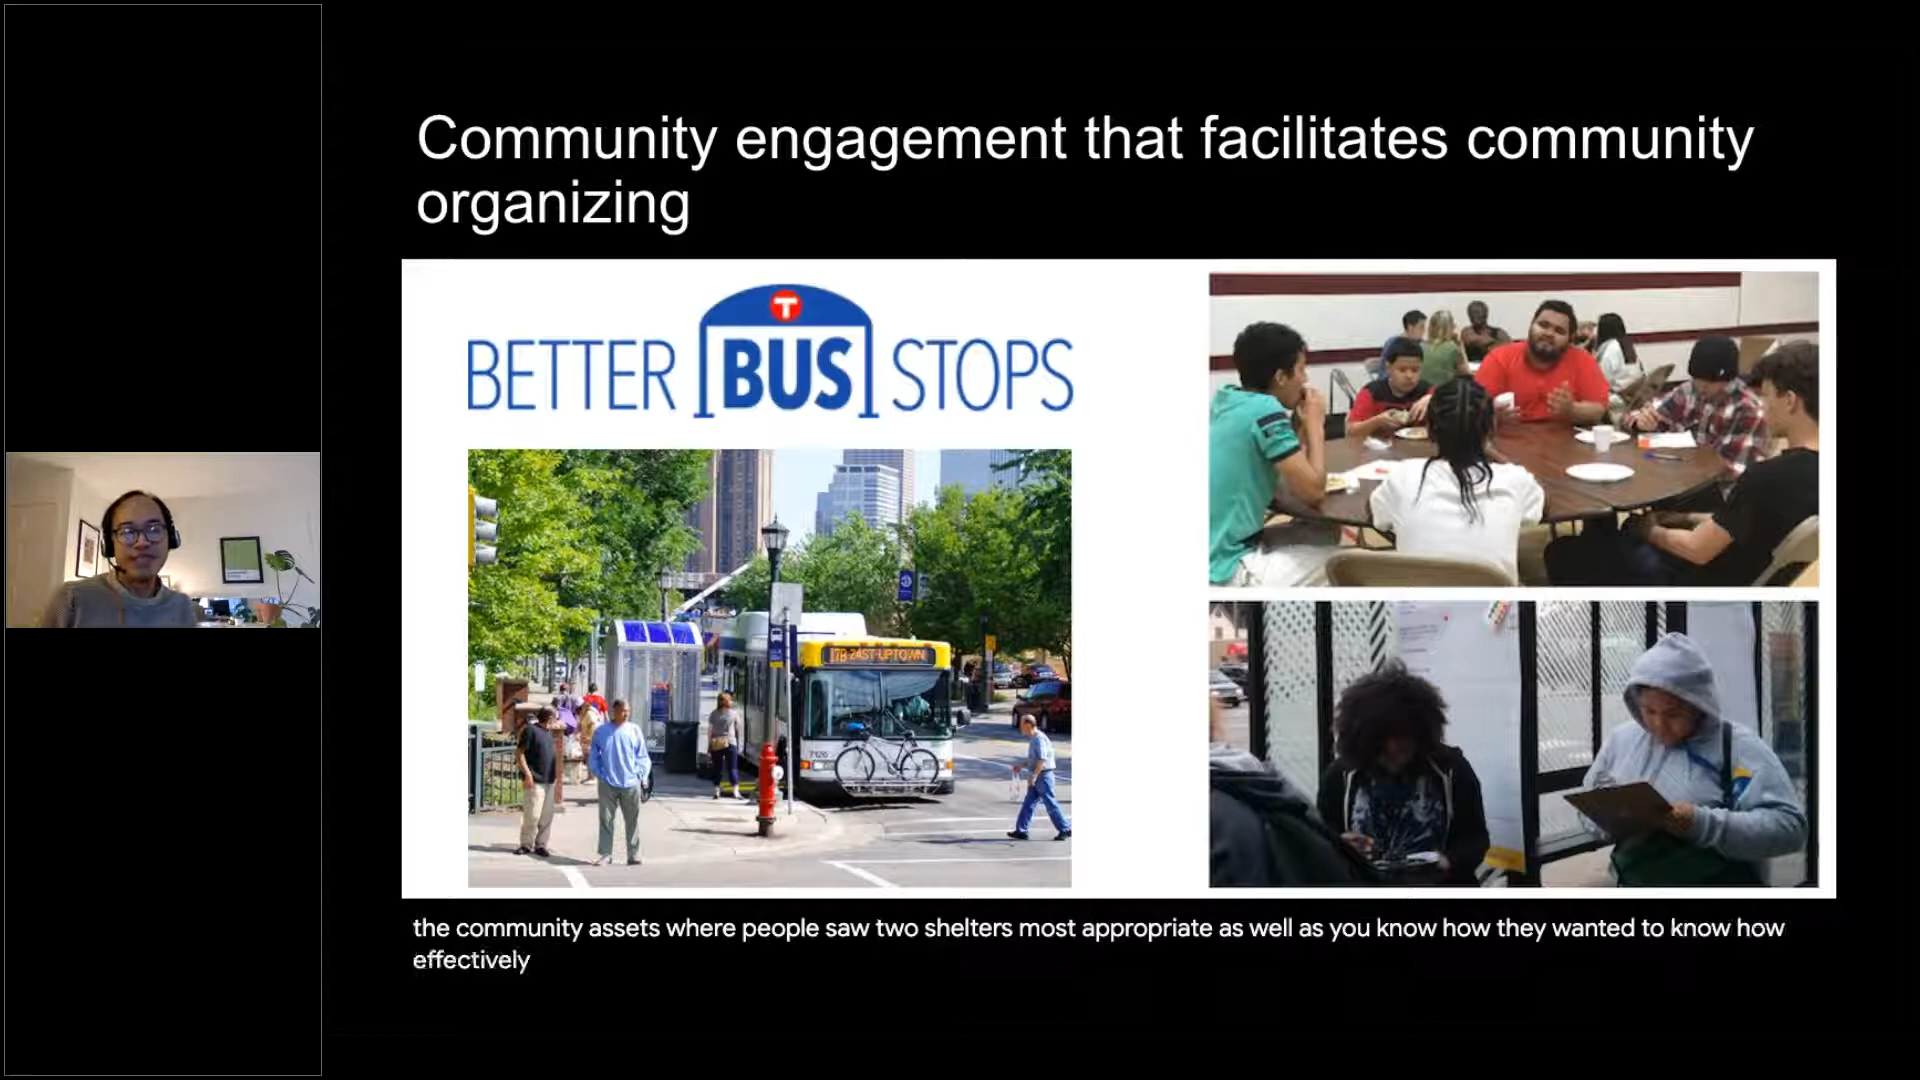 Community engagement that facilitates community
organizing
T
BETTER BUS STOPS
17B 24ST-UPTOWN
7126
the community assets where people saw two shelters most appropriate as well as you know how they wanted to know how
effectively